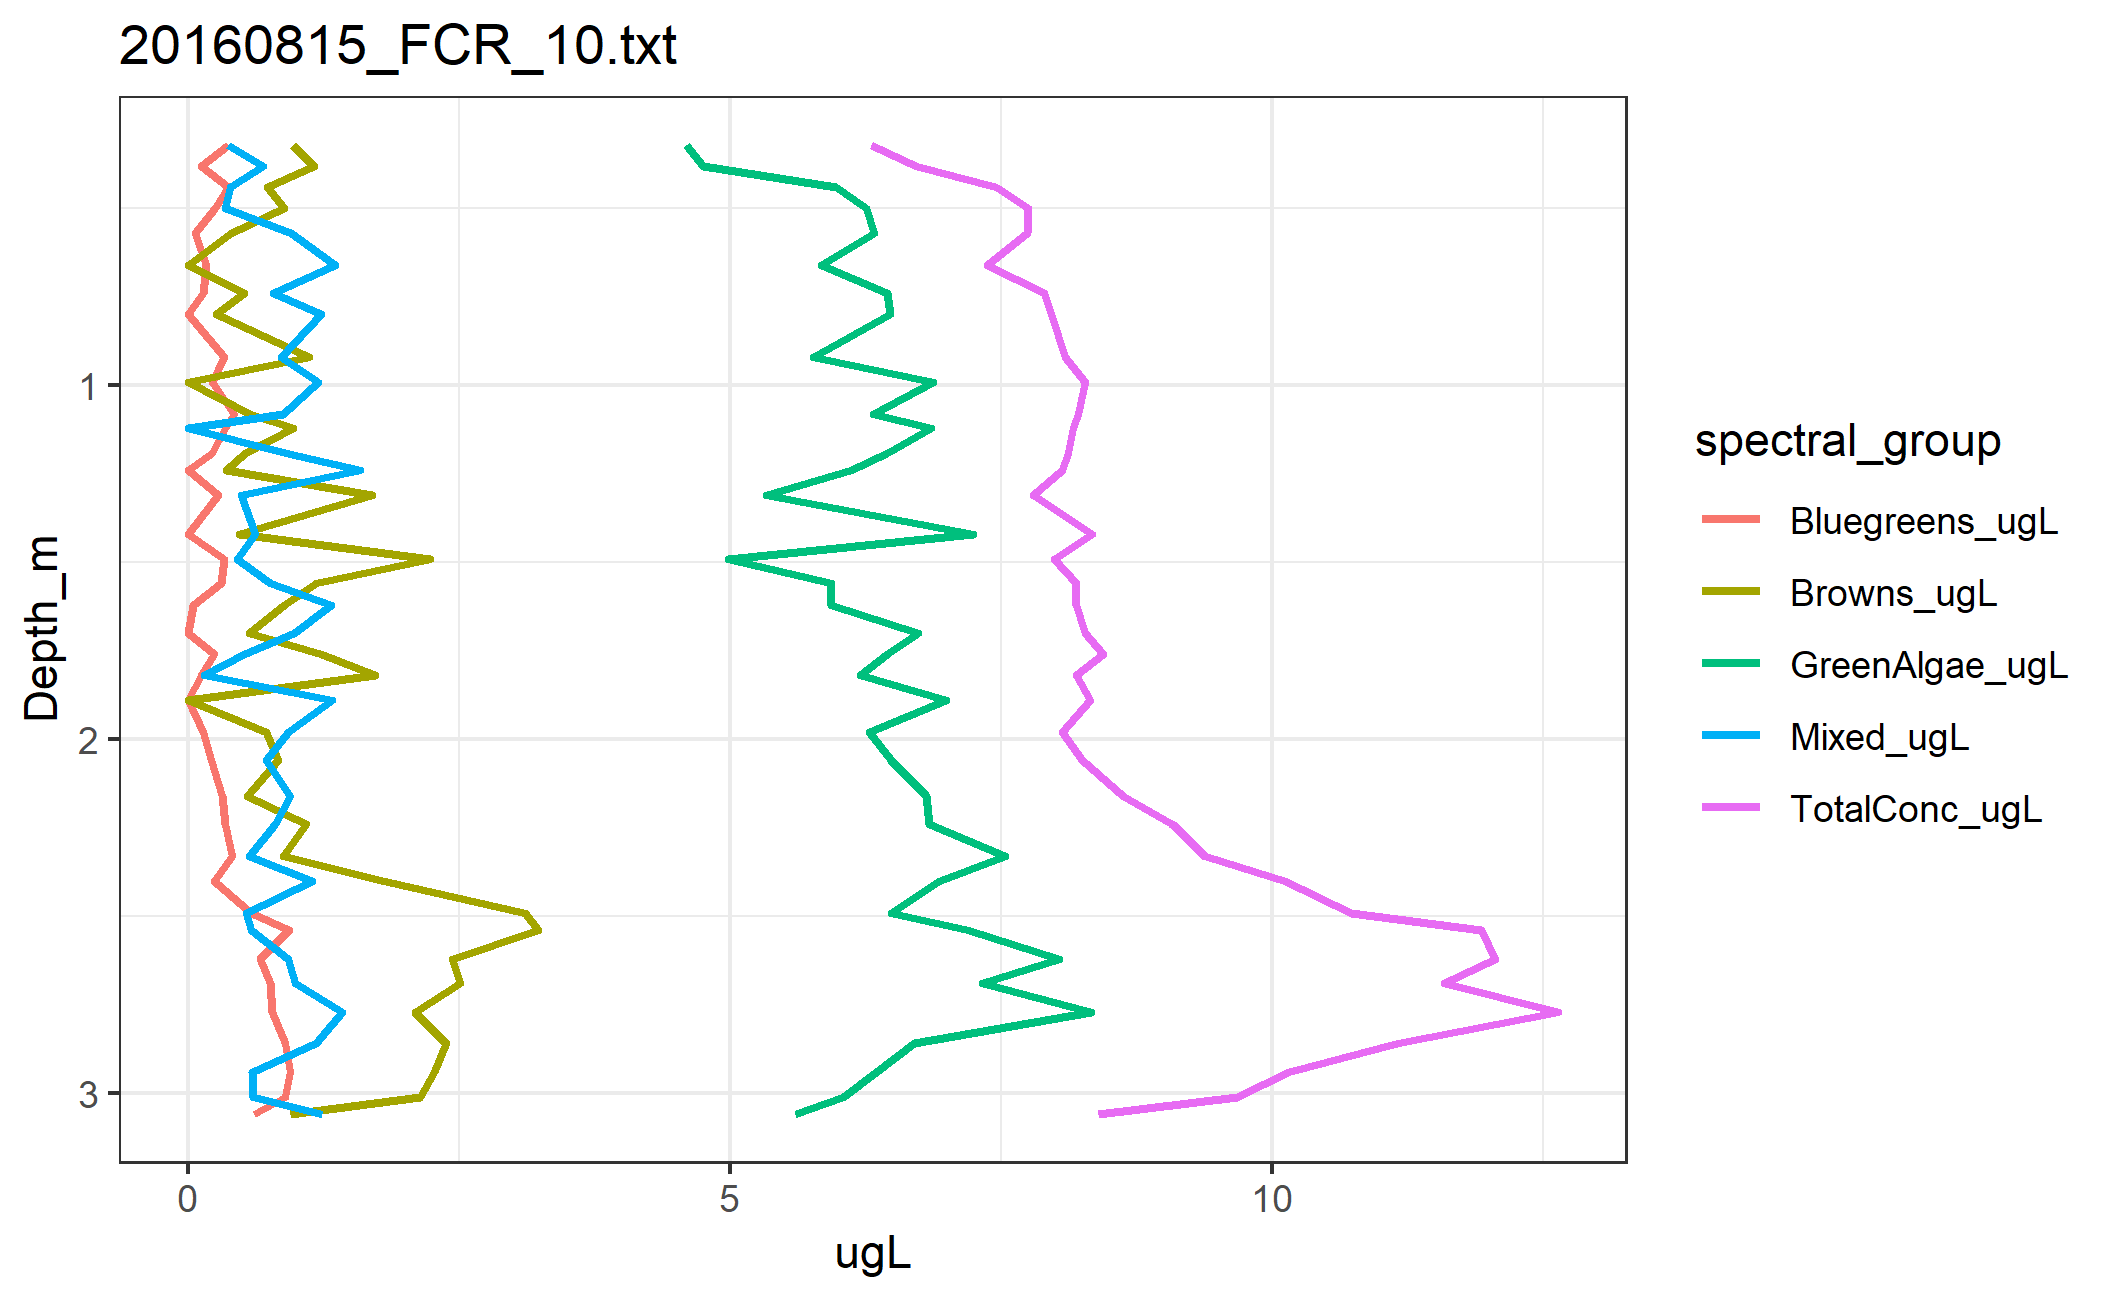 20160815_FCR_10.txt
Depth_m
1
2
3
0
5
10
ugL
spectral_group
Bluegreens_ugL
Browns_ugL
GreenAlgae_ugL
Mixed_ugL
TotalConc_ugL